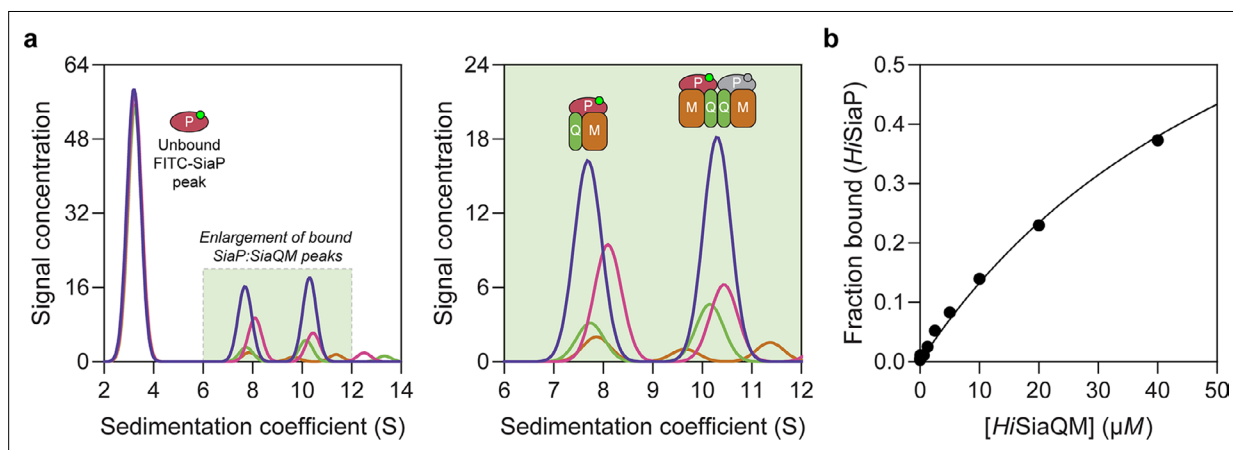 a
64
48
32
16
0
Signal concentration
2 4 6 8 10 12 14
Sedimentation coefficient (S)
P
Unbound
FITC-SiaP
peak
Enlargement of bound
SiaP:SiaQM peaks
24
18
12
6
0
Signal concentration
6 7 8 9 10 11 12
Sedimentation coefficient (S)
P
Q M
P P
M Q Q M
b
0.5
0.4
0.3
0.2
0.1
0.0
Fraction bound (HiSiaP)
0 10 20 30 40 50
[HiSiaQM] (μM)